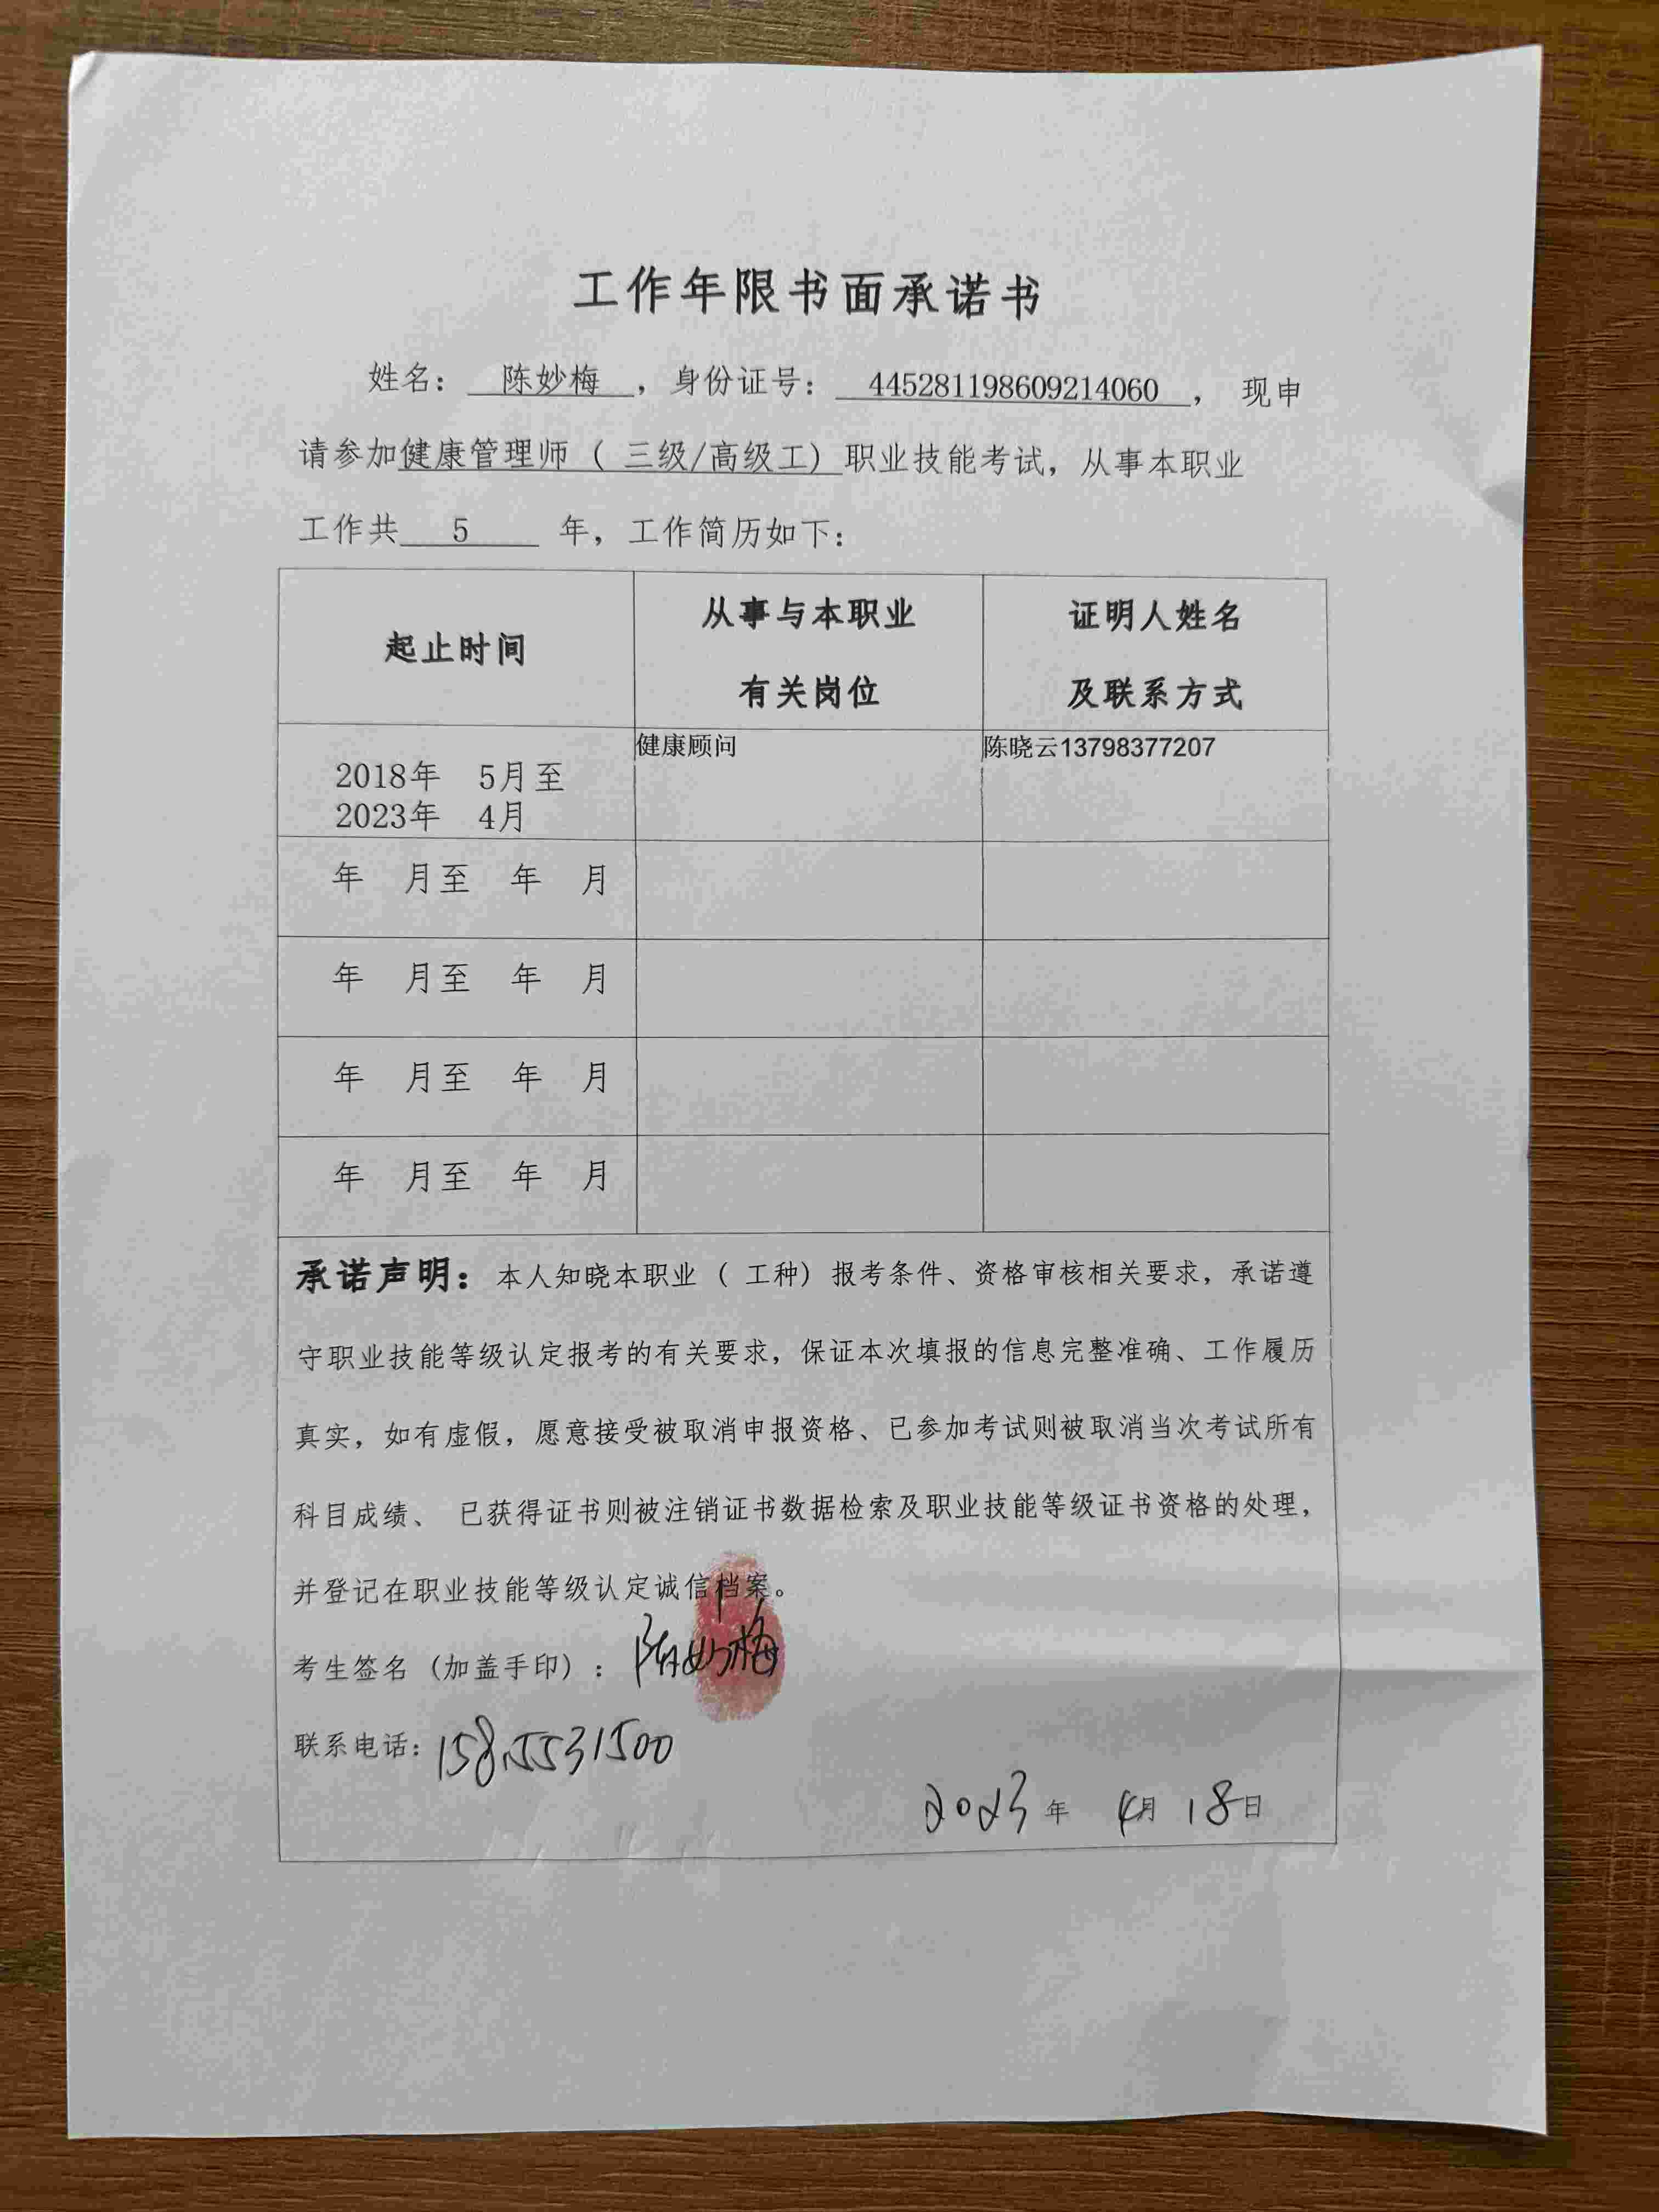 工作年限书面承诺书
姓名： 陈妙梅 ，身份证号： 445281198609214060 ， 现申
请参加健康管理师（ 三级/高级工）职业技能考试，从事本职业
工作共 5 年，工作简历如下：
起止时间
从事与本职业
有关岗位
证明人姓名
及联系方式
2018年 5月至
2023年 4月
健康顾问
陈晓云13798377207
年 月至 年 月
年 月至 年 月
年 月至 年 月
年 月至 年 月
承诺声明：本人知晓本职业（ 工种）报考条件、资格审核相关要求，承诺遵
守职业技能等级认定报考的有关要求，保证本次填报的信息完整准确、工作履历
真实，如有虚假，愿意接受被取消申报资格、已参加考试则被取消当次考试所有
科目成绩、 已获得证书则被注销证书数据检索及职业技能等级证书资格的处理，
并登记在职业技能等级认定诚信档案。
考生签名（加盖手印）：陈妙梅
联系电话：15815531500
2023年 4月 18日